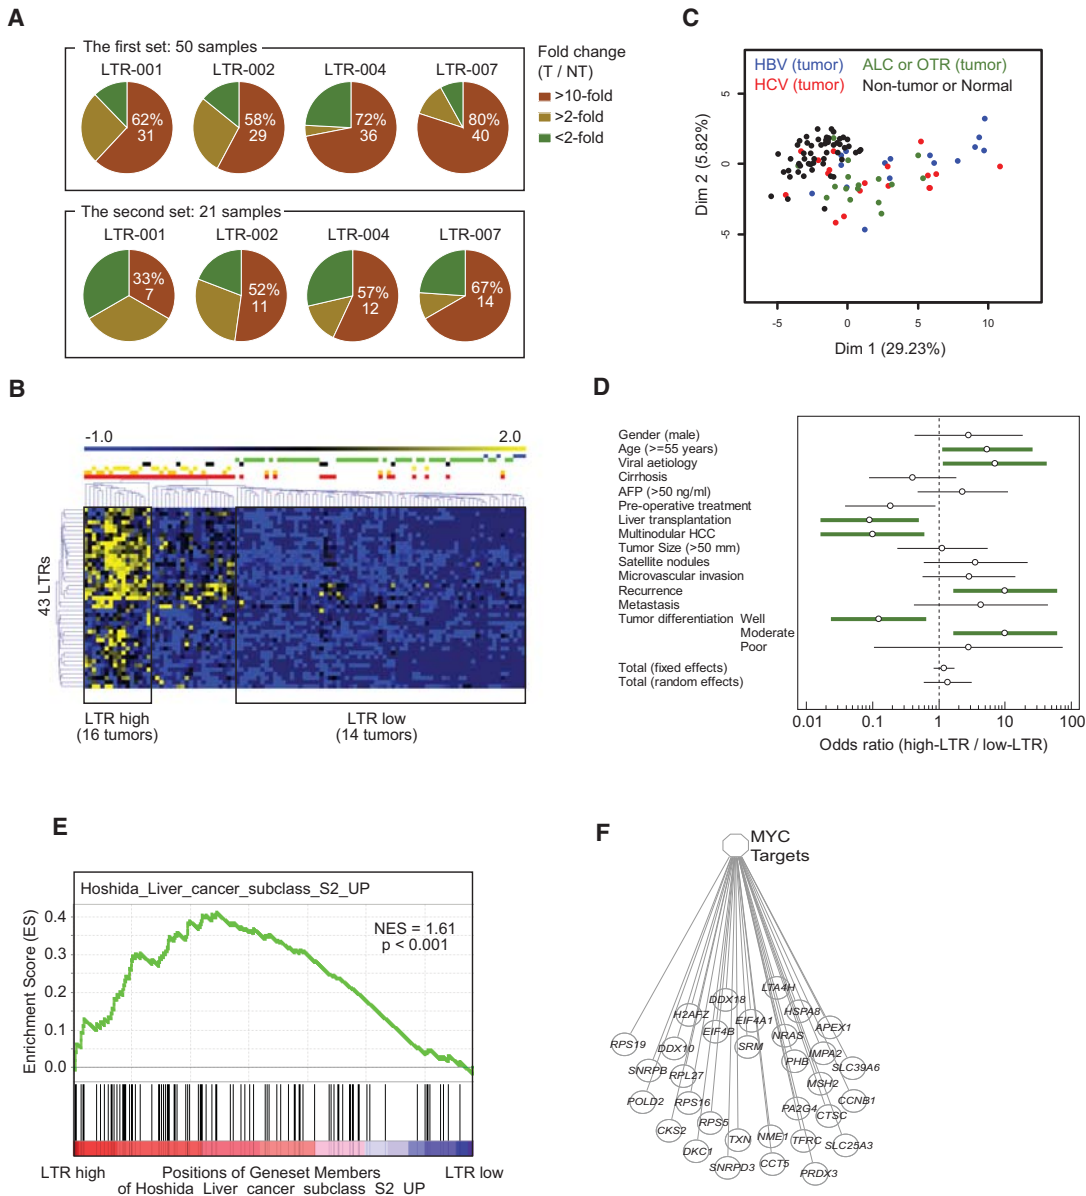 A
The first set: 50 samples
LTR-001
LTR-002
LTR-004
LTR-007
62%
31
58%
29
72%
36
80%
40
Fold change
(T / NT)
>10-fold
>2-fold
<2-fold
The second set: 21 samples
LTR-001
LTR-002
LTR-004
LTR-007
33%
7
52%
11
57%
12
67%
14
B
-1.0
2.0
43 LTRs
LTR high
(16 tumors)
LTR low
(14 tumors)
C
HBV (tumor)
ALC or OTR (tumor)
HCV (tumor)
Non-tumor or Normal
Dim 2 (5.82%)
5
0
-5
-5
0
5
10
Dim 1 (29.23%)
D
Gender (male)
Age (>=55 years)
Viral aetiology
Cirrhosis
AFP (>50 ng/ml)
Pre-operative treatment
Liver transplantation
Multinodular HCC
Tumor Size (>50 mm)
Satellite nodules
Microvascular invasion
Recurrence
Metastasis
Tumor differentiation Well
Moderate
Poor
Total (fixed effects)
Total (random effects)
0.01
0.1
1
10
100
Odds ratio (high-LTR / low-LTR)
E
Hoshida_Liver_cancer_subclass_S2_UP
NES = 1.61
p < 0.001
Enrichment Score (ES)
0.4
0.3
0.2
0.1
0.0
LTR high
Positions of Geneset Members
of Hoshida_Liver_cancer_subclass_S2_UP
LTR low
F
MYC
Targets
LTA4H
DDX18
HSPA8
H2AFZ
EIF4A1
APEX1
EIF4B
NRAS
RPS19
DDX10
SRM
IMPA2
PHB
SLC39A6
SNRPB
RPL27
MSH2
POLD2
RPS16
CCNB1
PA2G4
CTSC
RPS5
CKS2
NME1
TXN
TFRC
SLC25A3
DKC1
SNRPD3
CCT5
PRDX3